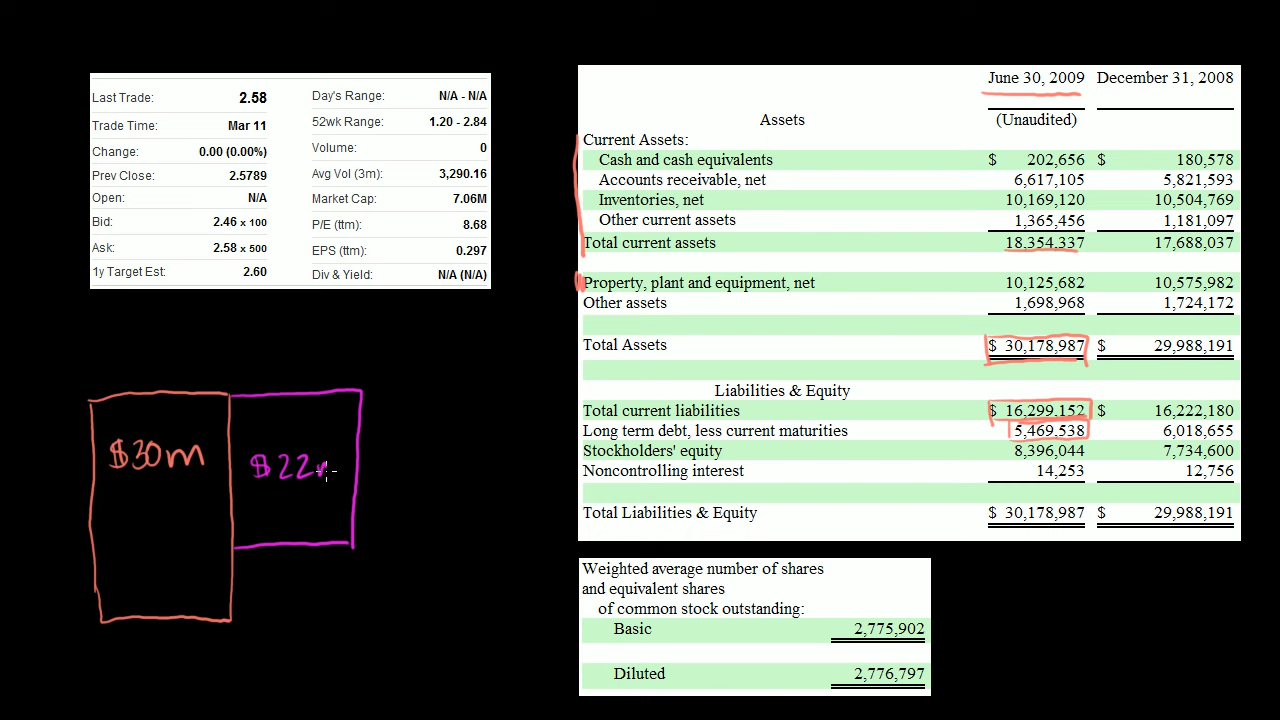 Last Trade: 2.58
Trade Time: Mar 11
Change: 0.00 (0.00%)
Prev Close: 2.5789
Open: N/A
Bid: 2.46 x 100
Ask: 2.58 x 500
1y Target Est: 2.60
Day's Range: N/A - N/A
52wk Range: 1.20 - 2.84
Volume: 0
Avg Vol (3m): 3,290.16
Market Cap: 7.06M
P/E (ttm): 8.68
EPS (ttm): 0.297
Div & Yield: N/A (N/A)
$30m
$22m
June 30, 2009 December 31, 2008
Assets (Unaudited)
Current Assets:
Cash and cash equivalents $ 202,656 $ 180,578
Accounts receivable, net 6,617,105 5,821,593
Inventories, net 10,169,120 10,504,769
Other current assets 1,365,456 1,181,097
Total current assets 18,354,337 17,688,037
Property, plant and equipment, net 10,125,682 10,575,982
Other assets 1,698,968 1,724,172
Total Assets $ 30,178,987 $ 29,988,191
Liabilities & Equity
Total current liabilities $ 16,299,152 $ 16,222,180
Long term debt, less current maturities 5,469,538 6,018,655
Stockholders' equity 8,396,044 7,734,600
Noncontrolling interest 14,253 12,756
Total Liabilities & Equity $ 30,178,987 $ 29,988,191
Weighted average number of shares
and equivalent shares
of common stock outstanding:
Basic 2,775,902
Diluted 2,776,797